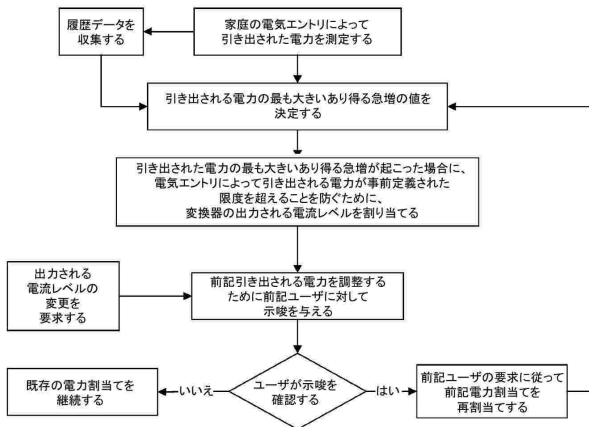 履歴データを
収集する
家庭の電気エントリによって
引き出された電力を測定する
引き出される電力の最も大きいあり得る急増の値を
決定する
引き出された電力の最も大きいあり得る急増が起こった場合に、
電気エントリによって引き出される電力が事前定義された
限度を超えることを防ぐために、
変換器の出力される電流レベルを割り当てる
出力される
電流レベルの
変更を
要求する
前記引き出される電力を調整する
ために前記ユーザに対して
示唆を与える
既存の電力割当てを
継続する
いいえ
ユーザが示唆を
確認する
はい
前記ユーザの要求に従って
前記電力割当てを
再割当てする